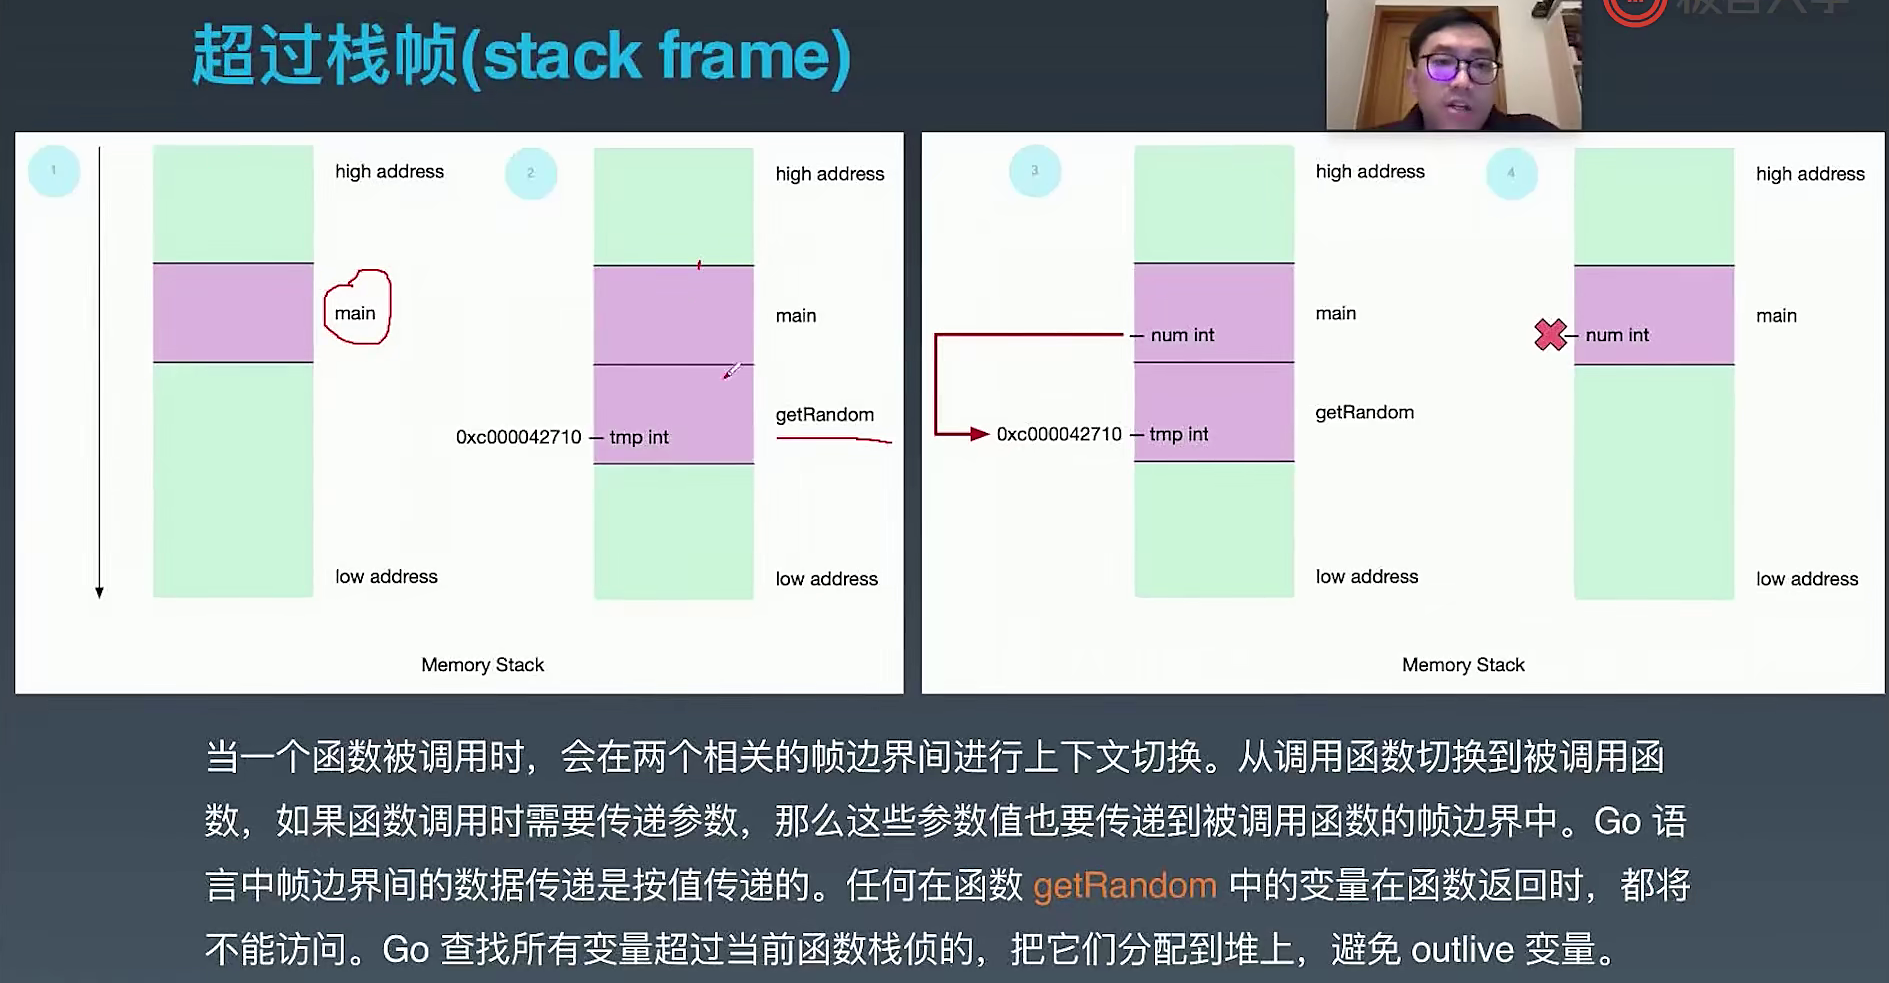 超过栈帧(stack frame)
1
high address
main
low address
2
high address
main
getRandom
0xc000042710
tmp int
low address
Memory Stack
3
high address
main
num int
getRandom
0xc000042710
tmp int
low address
4
high address
main
num int
low address
Memory Stack
当一个函数被调用时，会在两个相关的帧边界间进行上下文切换。从调用函数切换到被调用函
数，如果函数调用时需要传递参数，那么这些参数值也要传递到被调用函数的帧边界中。Go 语
言中帧边界间的数据传递是按值传递的。任何在函数 getRandom 中的变量在函数返回时，都将
不能访问。Go 查找所有变量超过当前函数栈侦的，把它们分配到堆上，避免 outlive 变量。